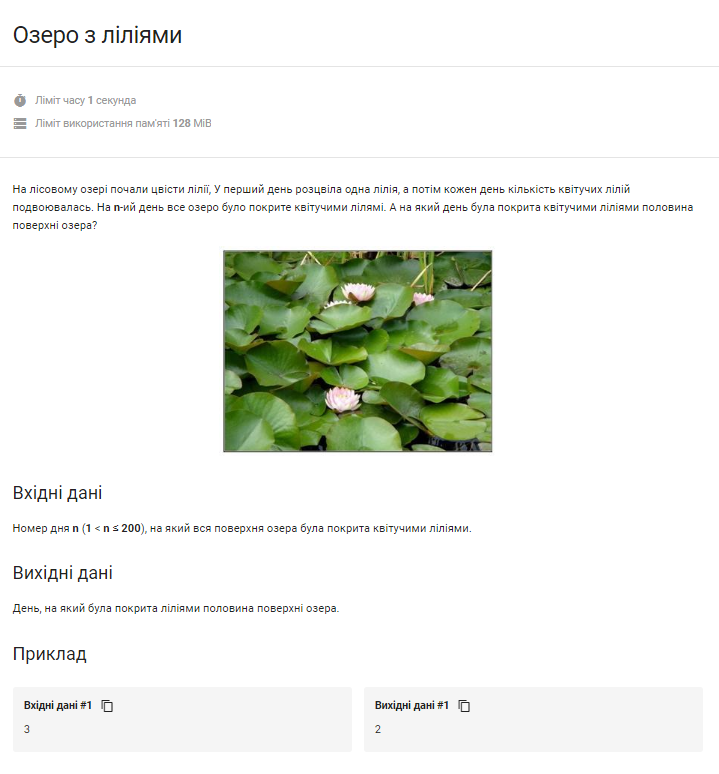 Озеро з ліліями
Ліміт часу 1 секунда
Ліміт використання пам'яті 128 MiB
На лісовому озері почали цвісти лілії, У перший день розцвіла одна лілія, а потім кожен день кількість квітучих лілій
подвоювалась. На n-ий день все озеро було покрите квітучими лілямі. А на який день була покрита квітучими ліліями половина
поверхні озера?
Вхідні дані
Номер дня n (1 < n ≤ 200), на який вся поверхня озера була покрита квітучими ліліями.
Вихідні дані
День, на який була покрита ліліями половина поверхні озера.
Приклад
Вхідні дані #1
3
Вихідні дані #1
2